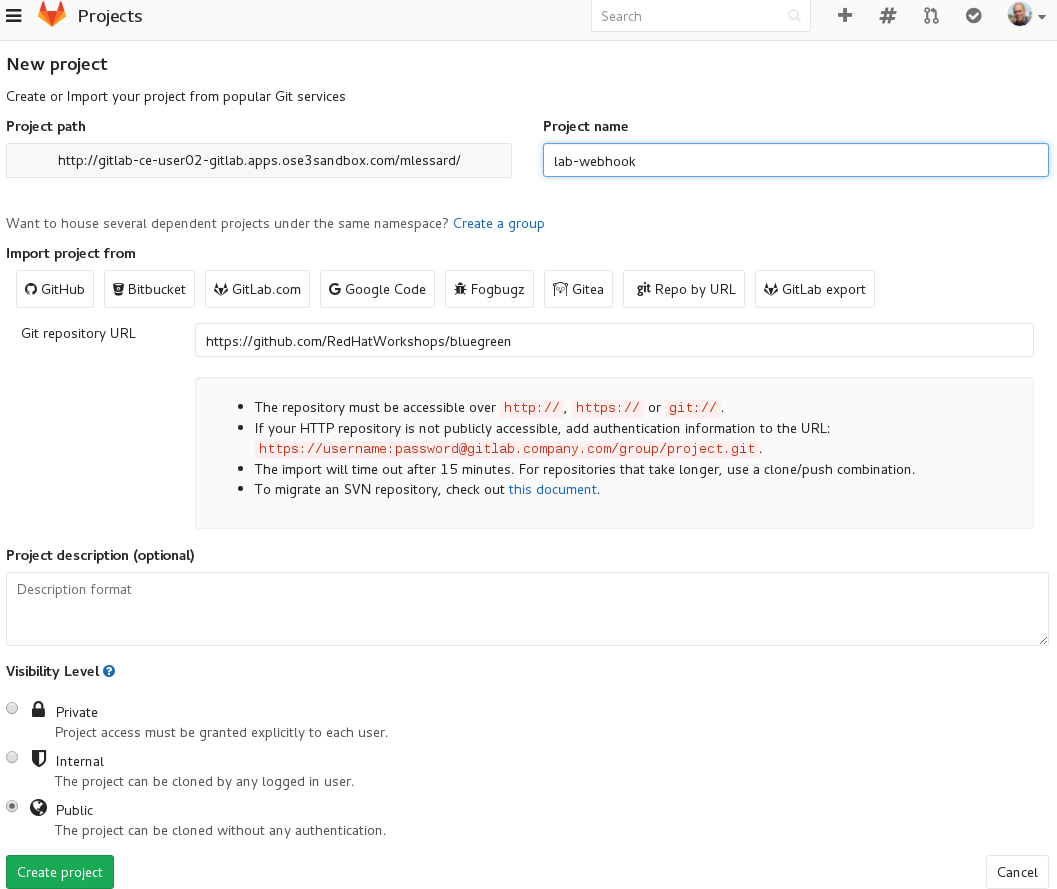 Projects
Search
New project
Create or Import your project from popular Git services
Project path
Project name
http://gitlab-ce-user02-gitlab.apps.ose3sandbox.com/mlessard/
lab-webhook
Want to house several dependent projects under the same namespace? Create a group
Import project from
GitHub
Bitbucket
GitLab.com
Google Code
Fogbugz
Gitea
git Repo by URL
GitLab export
Git repository URL
https://github.com/RedHatWorkshops/bluegreen
• The repository must be accessible over http://, https:// or git://.
• If your HTTP repository is not publicly accessible, add authentication information to the URL:
https://username:password@gitlab.company.com/group/project.git.
• The import will time out after 15 minutes. For repositories that take longer, use a clone/push combination.
• To migrate an SVN repository, check out this document.
Project description (optional)
Description format
Visibility Level ?
Private
Project access must be granted explicitly to each user.
Internal
The project can be cloned by any logged in user.
Public
The project can be cloned without any authentication.
Create project
Cancel